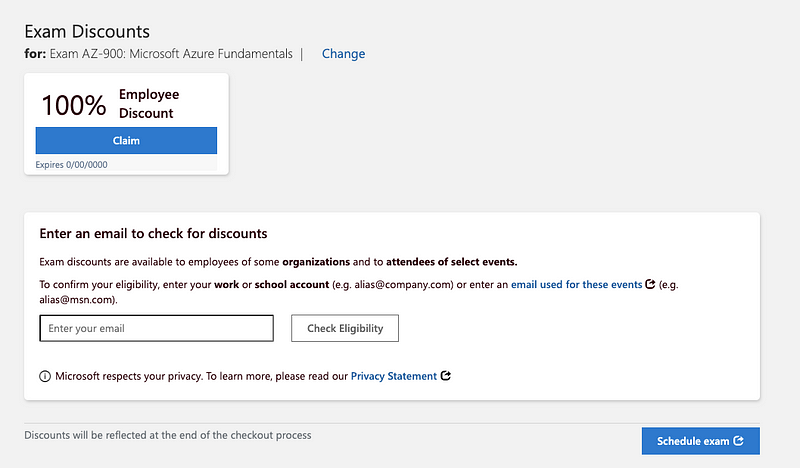 Exam Discounts
for: Exam AZ-900: Microsoft Azure Fundamentals | Change
100% Employee
Discount
Claim
Expires 0/00/0000
Enter an email to check for discounts
Exam discounts are available to employees of some organizations and to attendees of select events.
To confirm your eligibility, enter your work or school account (e.g. alias@company.com) or enter an email used for these events (e.g.
alias@msn.com).
Enter your email
Check Eligibility
Microsoft respects your privacy. To learn more, please read our Privacy Statement
Discounts will be reflected at the end of the checkout process
Schedule exam